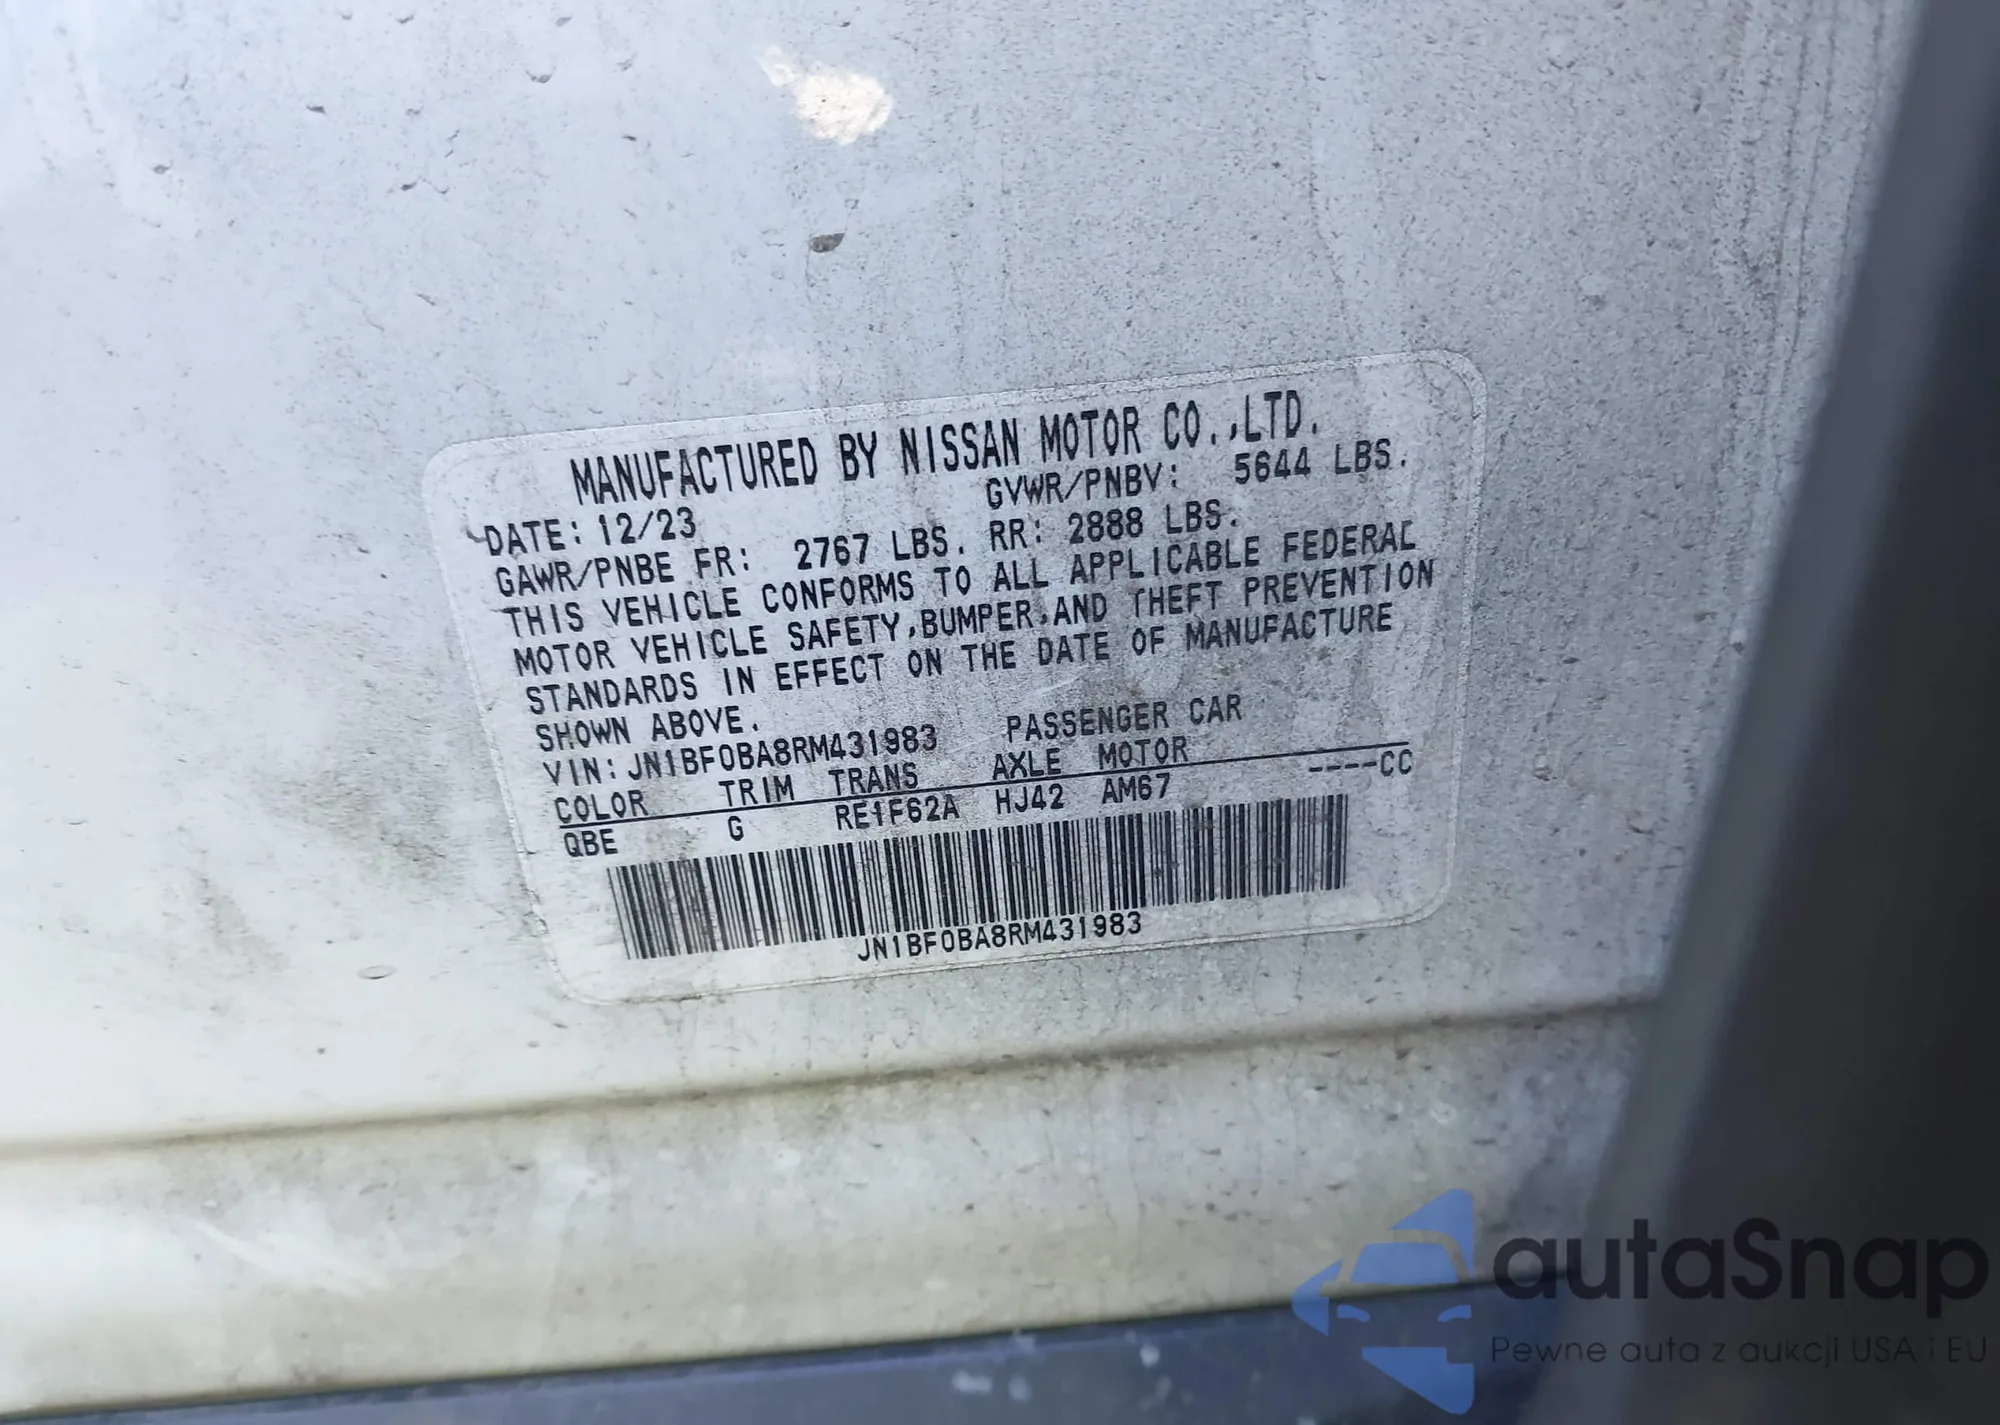 MANUFACTURED BY NISSAN MOTOR CO.,LTD.
DATE: 12/23 GVWR/PNBV: 5644 LBS.
GAWR/PNBE FR: 2767 LBS. RR: 2888 LBS.
THIS VEHICLE CONFORMS TO ALL APPLICABLE FEDERAL
MOTOR VEHICLE SAFETY,BUMPER,AND THEFT PREVENTION
STANDARDS IN EFFECT ON THE DATE OF MANUFACTURE
SHOWN ABOVE.
VIN:JN1BF0BA8RM431983 PASSENGER CAR
COLOR TRIM TRANS AXLE MOTOR
QBE G RE1F62A HJ42 AM67 ----CC
JN1BF0BA8RM431983
autaSnap
Pewne auta z aukcji USA i EU